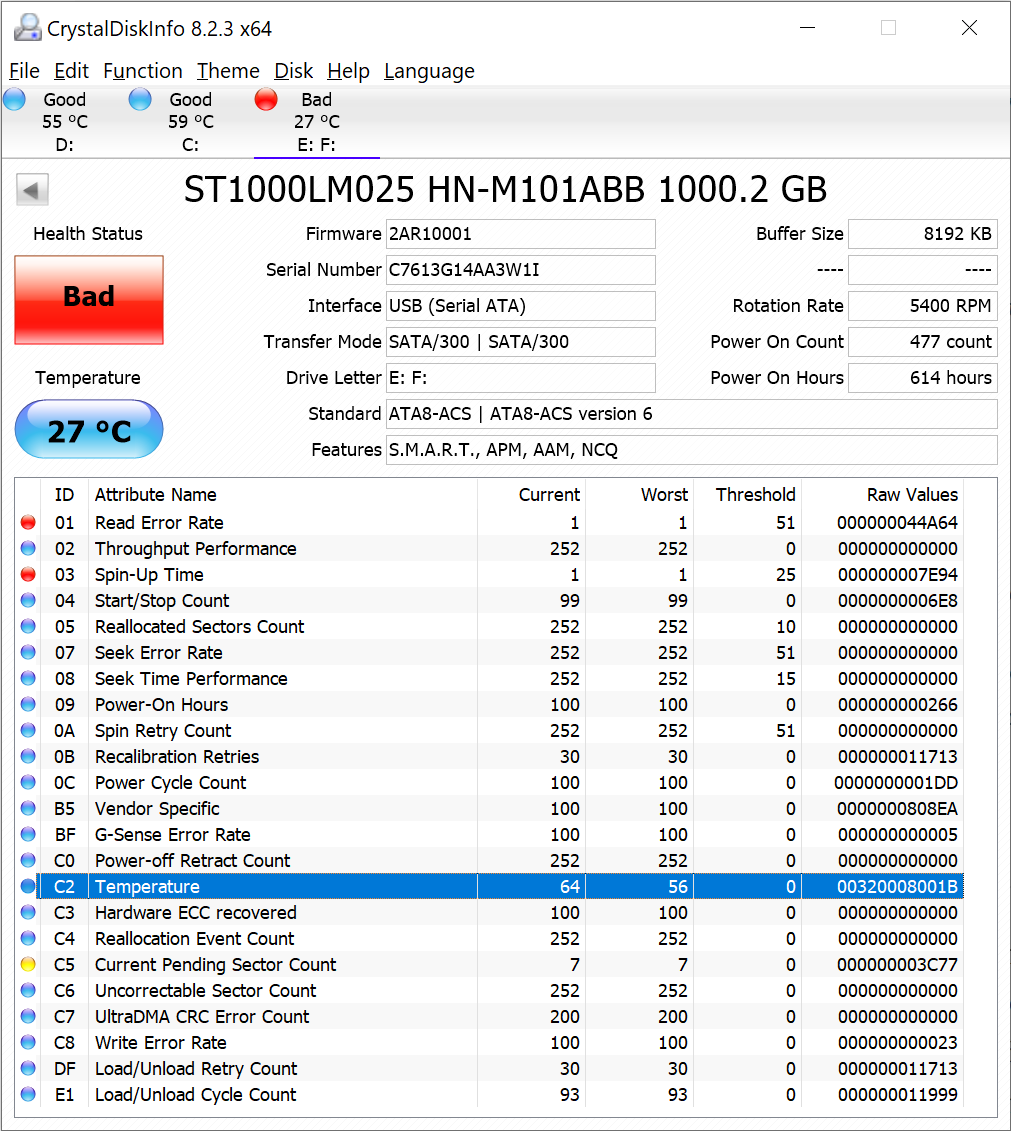 CrystalDiskInfo 8.2.3 x64
File Edit Function Theme Disk Help Language
Good Good Bad
55 ºC 59 ºC 27 ºC
D: C: E: F:
ST1000LM025 HN-M101ABB 1000.2 GB
Health Status Firmware 2AR10001 Buffer Size 8192 KB
Bad Serial Number C7613G14AA3W1I ---- ----
Interface USB (Serial ATA) Rotation Rate 5400 RPM
Transfer Mode SATA/300 | SATA/300 Power On Count 477 count
Temperature Drive Letter E: F: Power On Hours 614 hours
27 °C Standard ATA8-ACS | ATA8-ACS version 6
Features S.M.A.R.T., APM, AAM, NCQ
ID Attribute Name Current Worst Threshold Raw Values
01 Read Error Rate 1 1 51 000000044A64
02 Throughput Performance 252 252 0 000000000000
03 Spin-Up Time 1 1 25 000000007E94
04 Start/Stop Count 99 99 0 0000000006E8
05 Reallocated Sectors Count 252 252 10 000000000000
07 Seek Error Rate 252 252 51 000000000000
08 Seek Time Performance 252 252 15 000000000000
09 Power-On Hours 100 100 0 000000000266
0A Spin Retry Count 252 252 51 000000000000
0B Recalibration Retries 30 30 0 000000011713
0C Power Cycle Count 100 100 0 0000000001DD
B5 Vendor Specific 100 100 0 0000000808EA
BF G-Sense Error Rate 100 100 0 000000000005
C0 Power-off Retract Count 252 252 0 000000000000
C2 Temperature 64 56 0 00320008001B
C3 Hardware ECC recovered 100 100 0 000000000000
C4 Reallocation Event Count 252 252 0 000000000000
C5 Current Pending Sector Count 7 7 0 000000003C77
C6 Uncorrectable Sector Count 252 252 0 000000000000
C7 UltraDMA CRC Error Count 200 200 0 000000000000
C8 Write Error Rate 100 100 0 000000000023
DF Load/Unload Retry Count 30 30 0 000000011713
E1 Load/Unload Cycle Count 93 93 0 000000011999